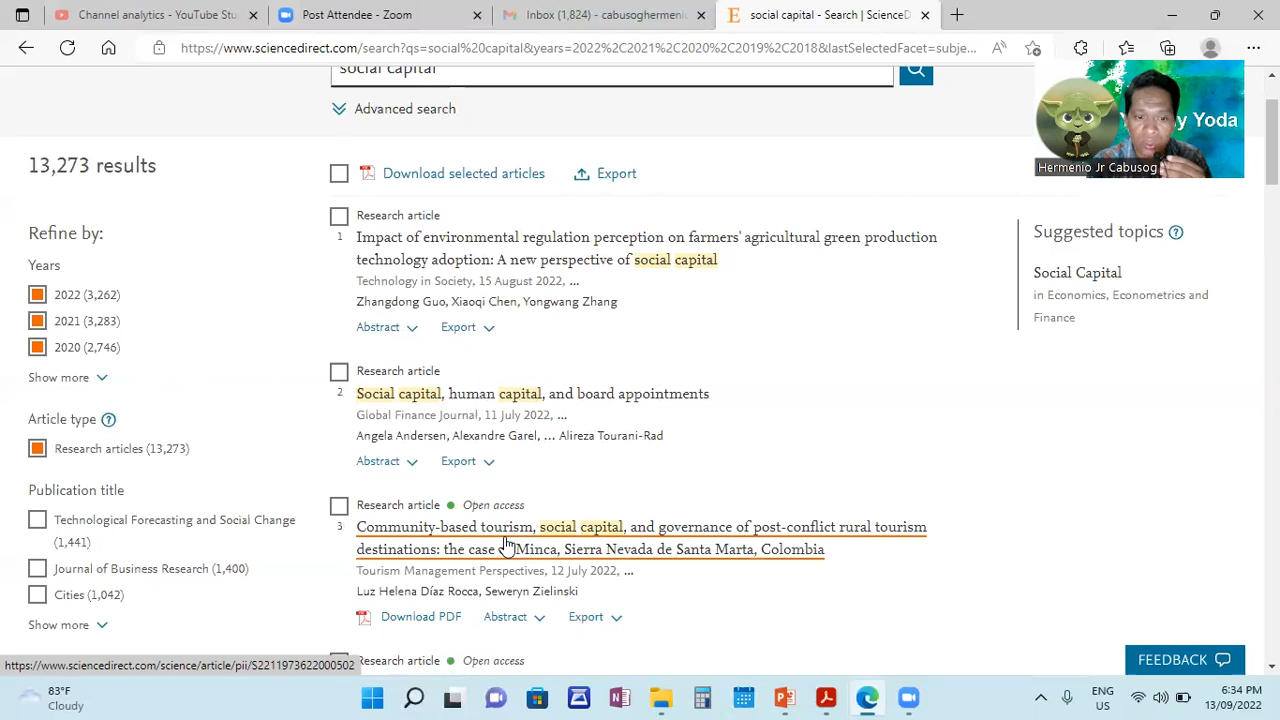 Channel analytics - YouTube Stu
Post Attendee - Zoom
Inbox (1,824) - cabusoghermenio
social capital - Search | ScienceD
https://www.sciencedirect.com/search?qs=social%20capital&years=2022%2C2021%2C2020%2C2019%2C2018&lastSelectedFacet=subje...
social capital
Advanced search
y Yoda
Hermenio Jr Cabusog
13,273 results
Download selected articles
Export
Refine by:
Years
2022 (3,262)
2021 (3,283)
2020 (2,746)
Show more
Article type
Research articles (13,273)
Publication title
Technological Forecasting and Social Change
(1,441)
Journal of Business Research (1,400)
Cities (1,042)
Show more
Research article
1
Impact of environmental regulation perception on farmers' agricultural green production
technology adoption: A new perspective of social capital
Technology in Society, 15 August 2022, ...
Zhangdong Guo, Xiaoqi Chen, Yongwang Zhang
Abstract
Export
Research article
2
Social capital, human capital, and board appointments
Global Finance Journal, 11 July 2022, ...
Angela Andersen, Alexandre Garel, ... Alireza Tourani-Rad
Abstract
Export
Research article
Open access
3
Community-based tourism, social capital, and governance of post-conflict rural tourism
destinations: the case Minca, Sierra Nevada de Santa Marta, Colombia
Tourism Management Perspectives, 12 July 2022, ...
Luz Helena Díaz Rocca, Seweryn Zielinski
Download PDF
Abstract
Export
Research article
Open access
Suggested topics
Social Capital
in Economics, Econometrics and
Finance
FEEDBACK
https://www.sciencedirect.com/science/article/pii/S2211973622000502
83°F
Cloudy
ENG
US
6:34 PM
13/09/2022